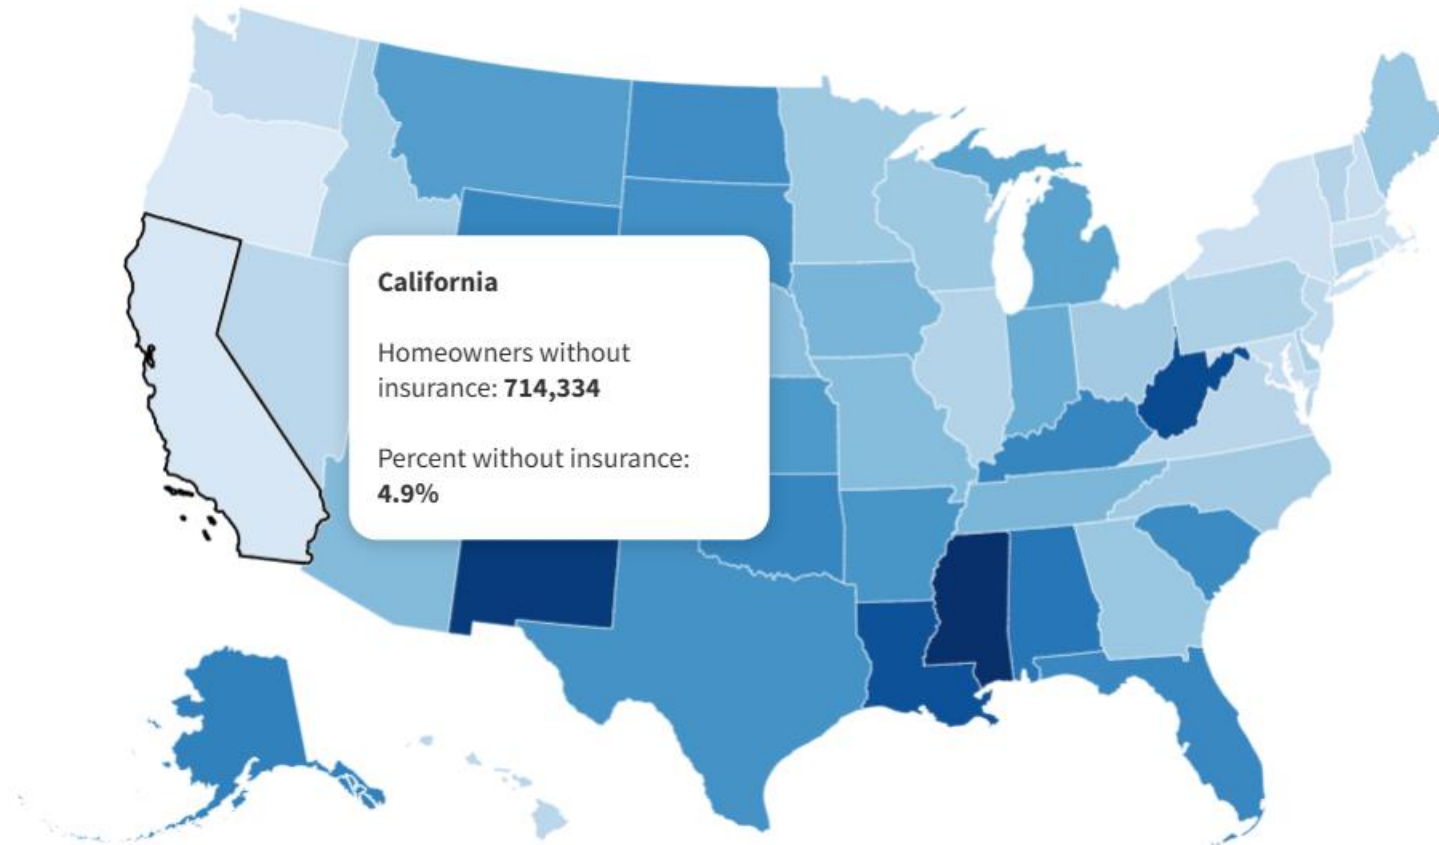 California
Homeowners without
insurance: 714,334
Percent without insurance:
4.9%